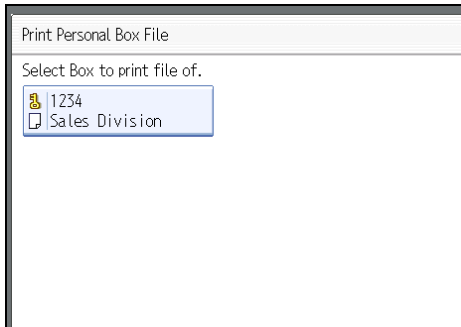 Print Personal Box File
Select Box to print file of.
1234
Sales Division